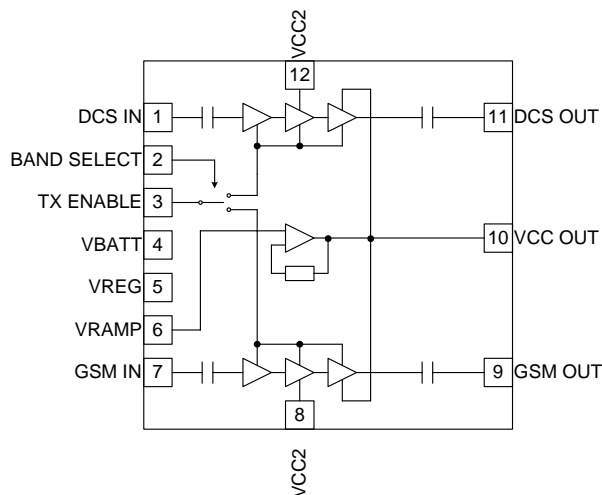 VCC2
12
DCS IN 1
11 DCS OUT
BAND SELECT 2
TX ENABLE 3
VBATT 4
10 VCC OUT
VREG 5
VRAMP 6
GSM IN 7
9 GSM OUT
8
VCC2